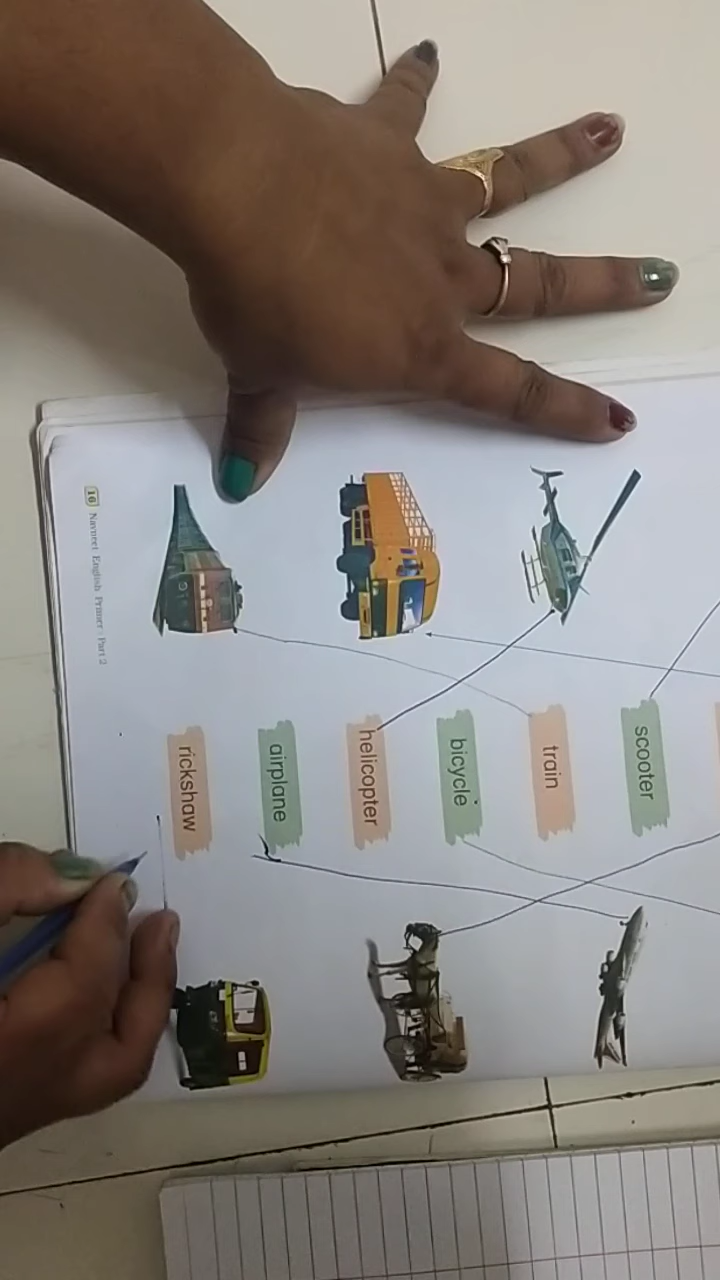 scooter
train
bicycle
helicopter
airplane
rickshaw
16 Navneet English Primer : Part 2